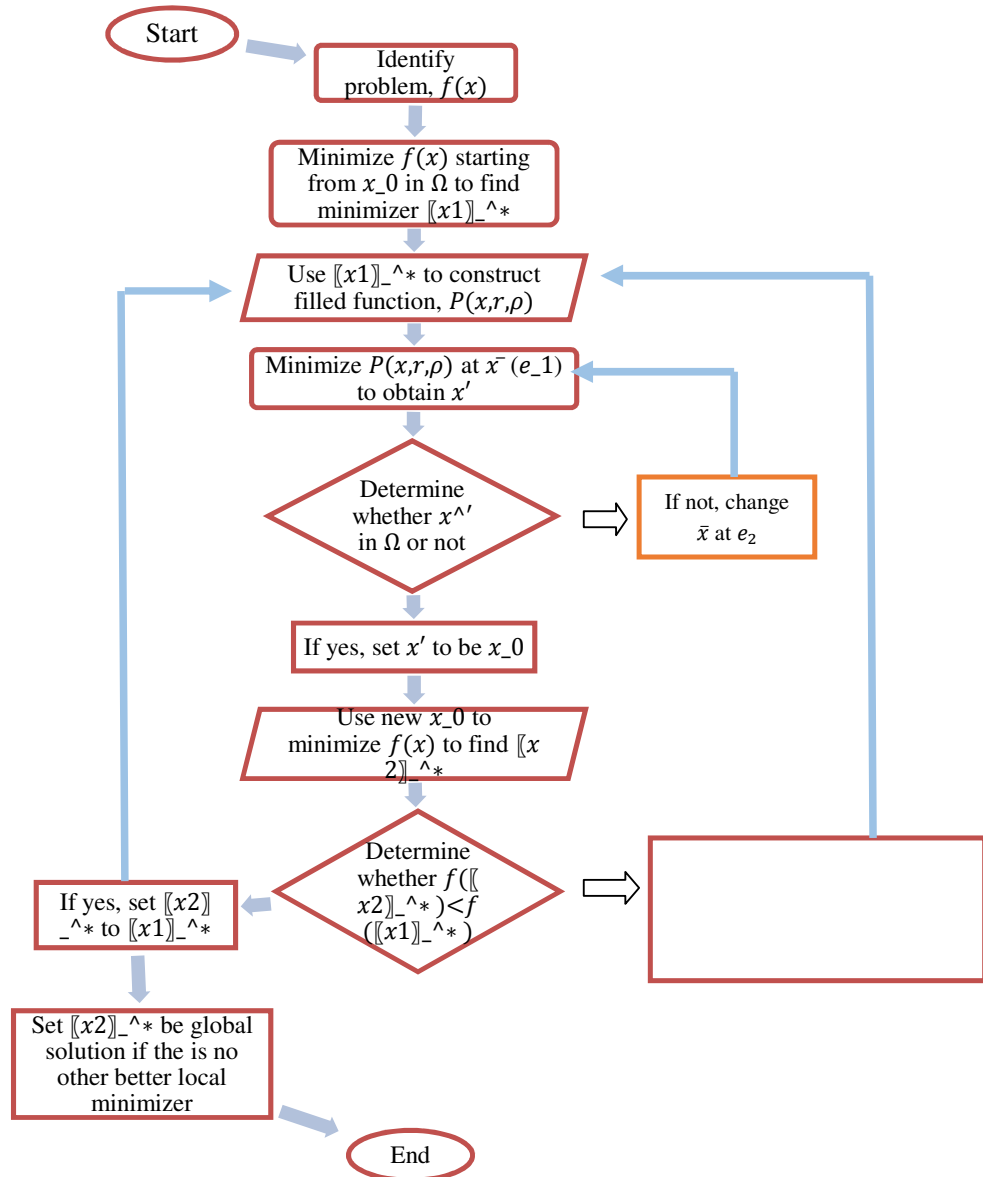 Start
Identify
problem, f(x)
Minimize f(x) starting
from x_0 in Ω to find
minimizer 〖x1〗_^*
Use 〖x1〗_^* to construct
filled function, P(x,r,ρ)
Minimize P(x,r,ρ) at x ̄ (e_1)
to obtain x′
Determine
whether x^′
in Ω or not
If not, change
x̄ at e₂
If yes, set x′ to be x_0
Use new x_0 to
minimize f(x) to find 〖x
2〗_^*
Determine
whether f(〖
x2〗_^* )<f
(〖x1〗_^* )
If yes, set 〖x2〗
_^* to 〖x1〗_^*
Set 〖x2〗_^* be global
solution if the is no
other better local
minimizer
End